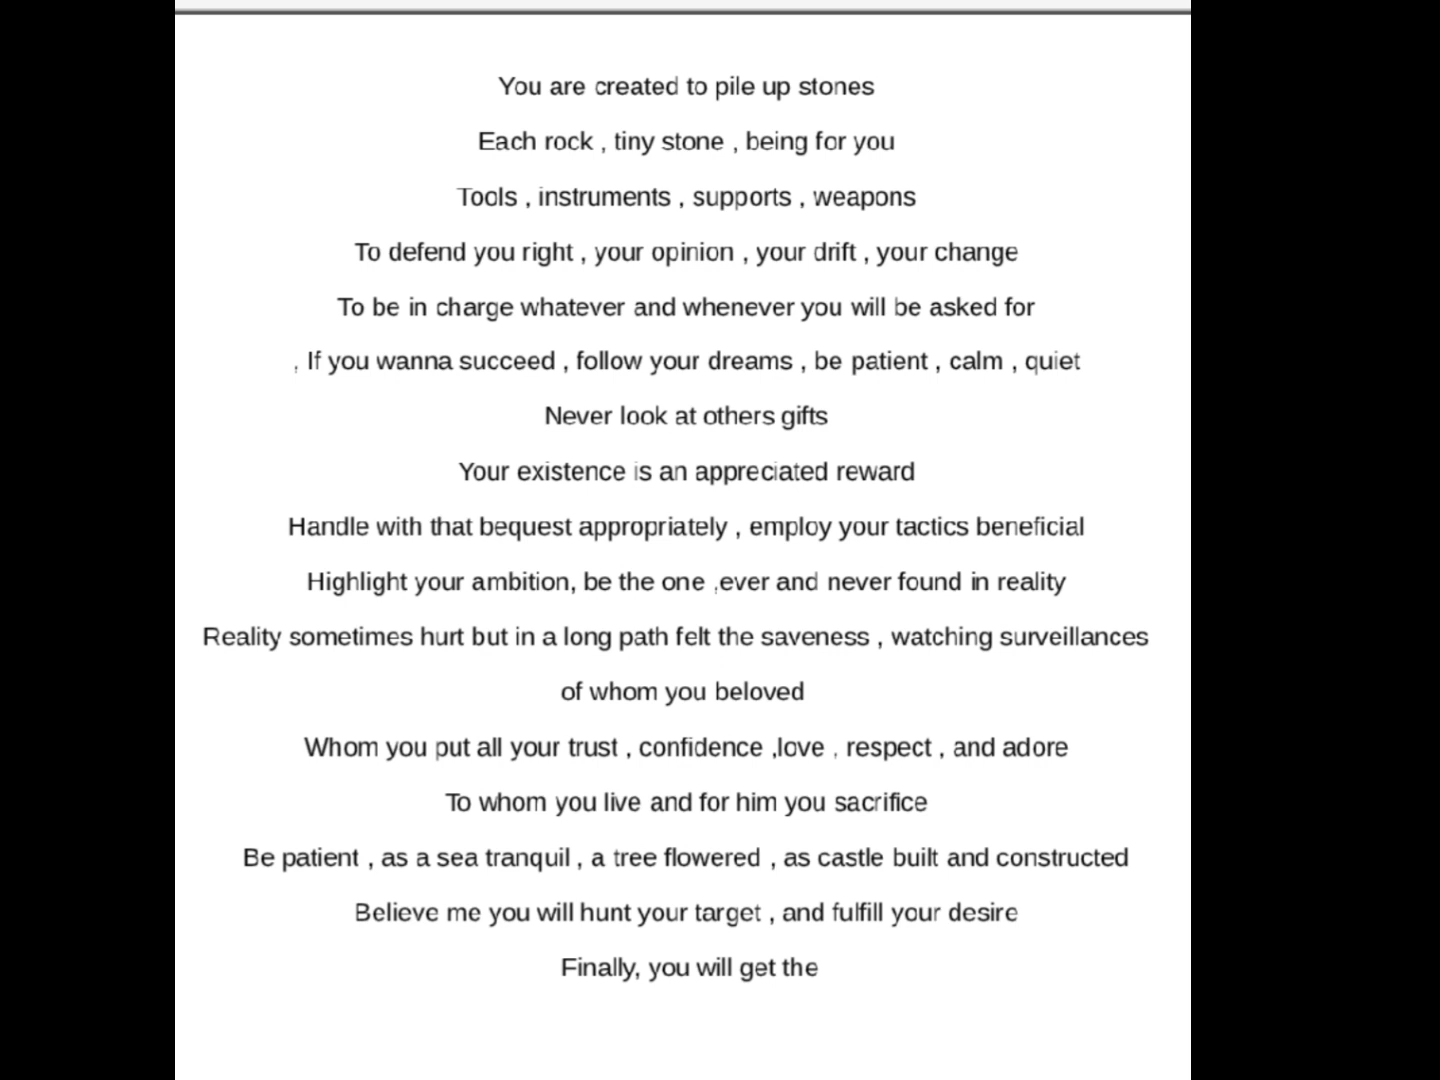 You are created to pile up stones
Each rock , tiny stone , being for you
Tools , instruments , supports , weapons
To defend you right , your opinion , your drift , your change
To be in charge whatever and whenever you will be asked for
, If you wanna succeed , follow your dreams , be patient , calm , quiet
Never look at others gifts
Your existence is an appreciated reward
Handle with that bequest appropriately , employ your tactics beneficial
Highlight your ambition, be the one ,ever and never found in reality
Reality sometimes hurt but in a long path felt the saveness , watching surveillances
of whom you beloved
Whom you put all your trust , confidence ,love , respect , and adore
To whom you live and for him you sacrifice
Be patient , as a sea tranquil , a tree flowered , as castle built and constructed
Believe me you will hunt your target , and fulfill your desire
Finally, you will get the